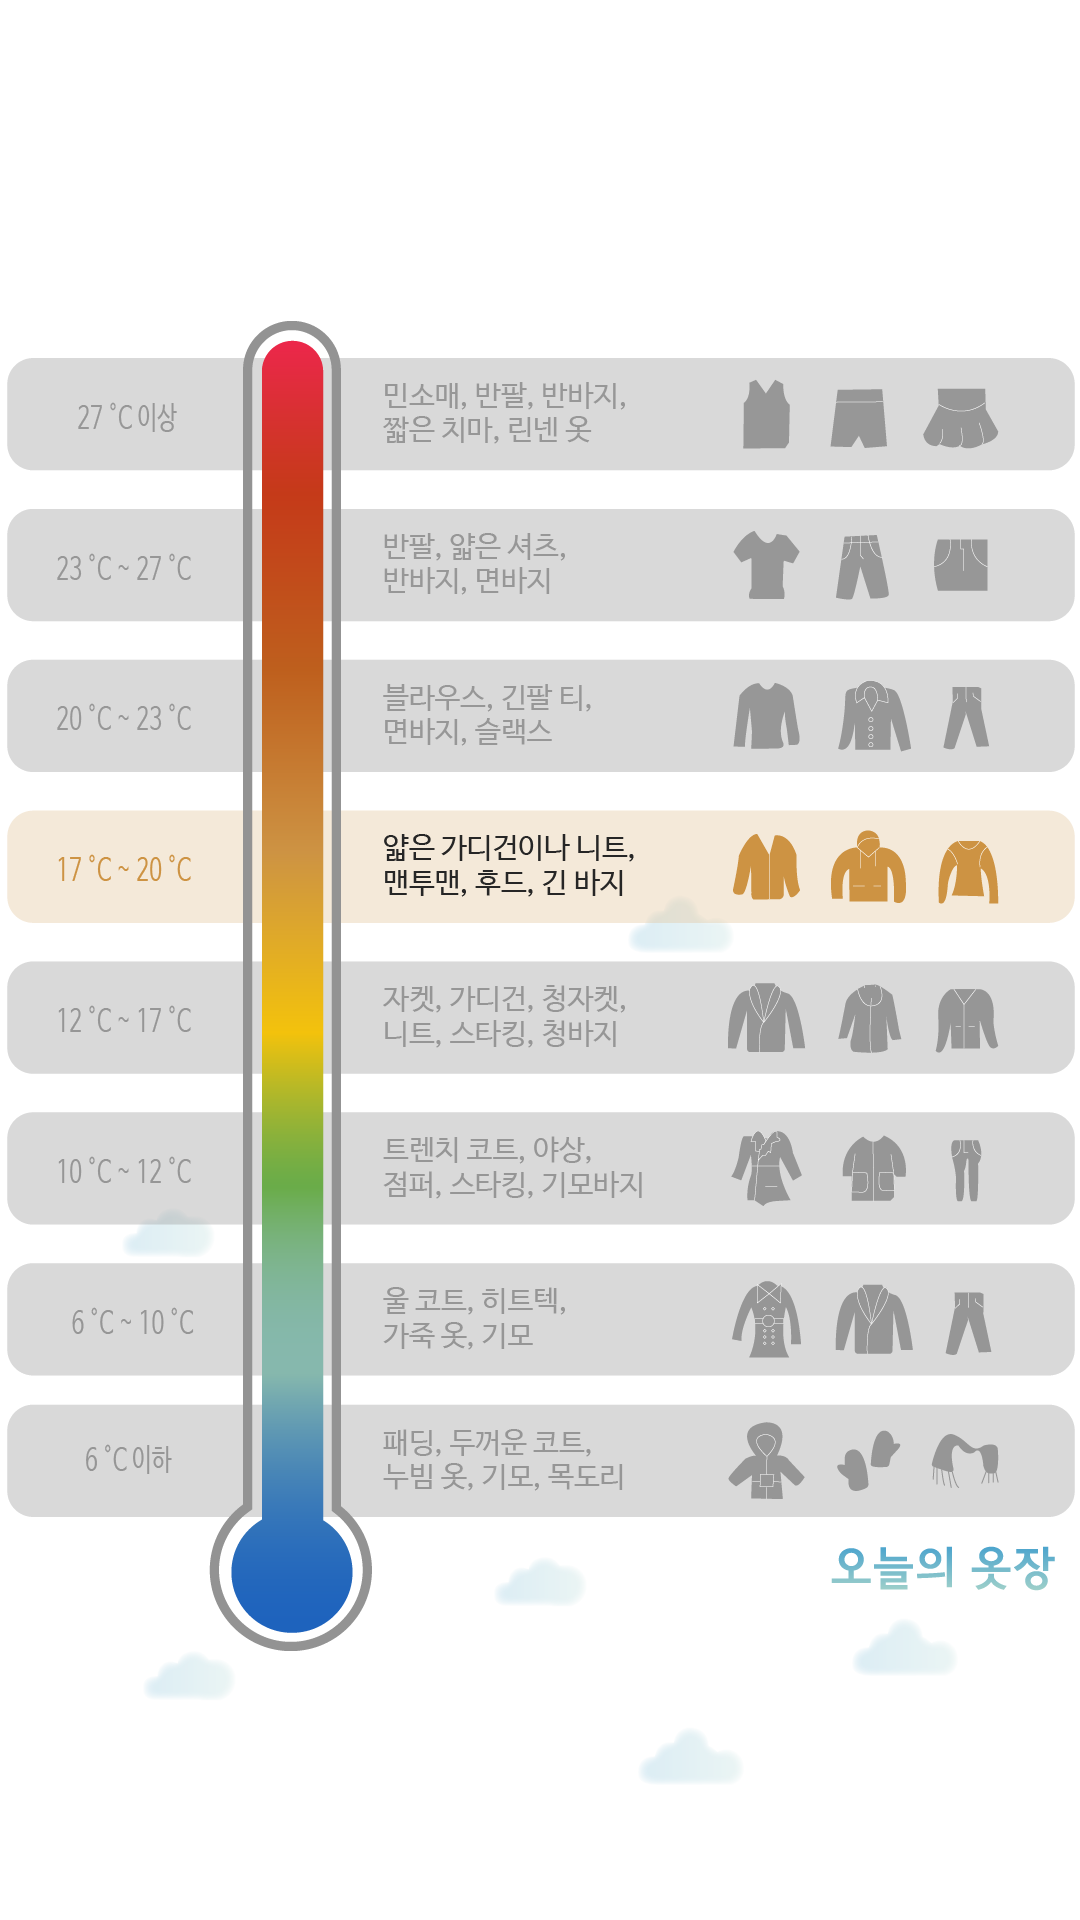 27 ˚C 이상
민소매, 반팔, 반바지,
짧은 치마, 린넨 옷
23 ˚C ~ 27 ˚C
반팔, 얇은 셔츠,
반바지, 면바지
20 ˚C ~ 23 ˚C
블라우스, 긴팔 티,
면바지, 슬랙스
17 ˚C ~ 20 ˚C
얇은 가디건이나 니트,
맨투맨, 후드, 긴 바지
12 ˚C ~ 17 ˚C
자켓, 가디건, 청자켓,
니트, 스타킹, 청바지
10 ˚C ~ 12 ˚C
트렌치 코트, 야상,
점퍼, 스타킹, 기모바지
6 ˚C ~ 10 ˚C
울 코트, 히트텍,
가죽 옷, 기모
6 ˚C 이하
패딩, 두꺼운 코트,
누빔 옷, 기모, 목도리
오늘의 옷장